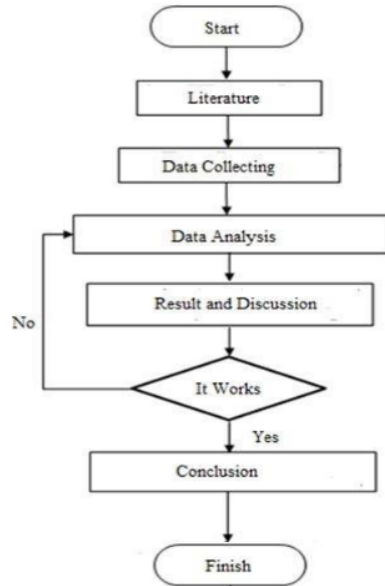 Start
Literature
Data Collecting
Data Analysis
Result and Discussion
No
It Works
Yes
Conclusion
Finish